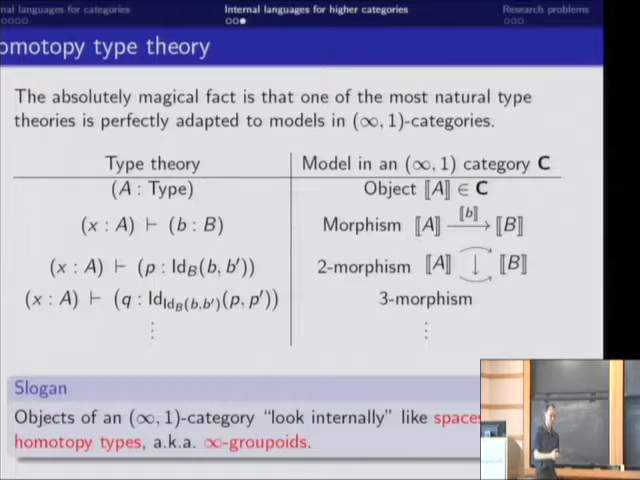 nal languages for categories
Internal languages for higher categories
Research problems
omotopy type theory
The absolutely magical fact is that one of the most natural type
theories is perfectly adapted to models in (∞, 1)-categories.
Type theory
Model in an (∞, 1) category C
(A : Type)
Object ⟦A⟧ ∈ C
(x : A) ⊢ (b : B)
Morphism ⟦A⟧ —⟦b⟧→ ⟦B⟧
(x : A) ⊢ (p : Id_B(b, b′))
2-morphism ⟦A⟧ ↓ ⟦B⟧
(x : A) ⊢ (q : Id_{Id_B(b,b′)}(p, p′))
3-morphism
⋮
⋮
Slogan
Objects of an (∞, 1)-category “look internally” like spaces
homotopy types, a.k.a. ∞-groupoids.